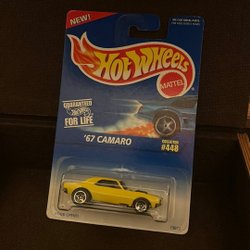 NEW!
Hot Wheels
MATTEL
GUARANTEED
FOR LIFE
'67 CAMARO
COLLECTOR
#448